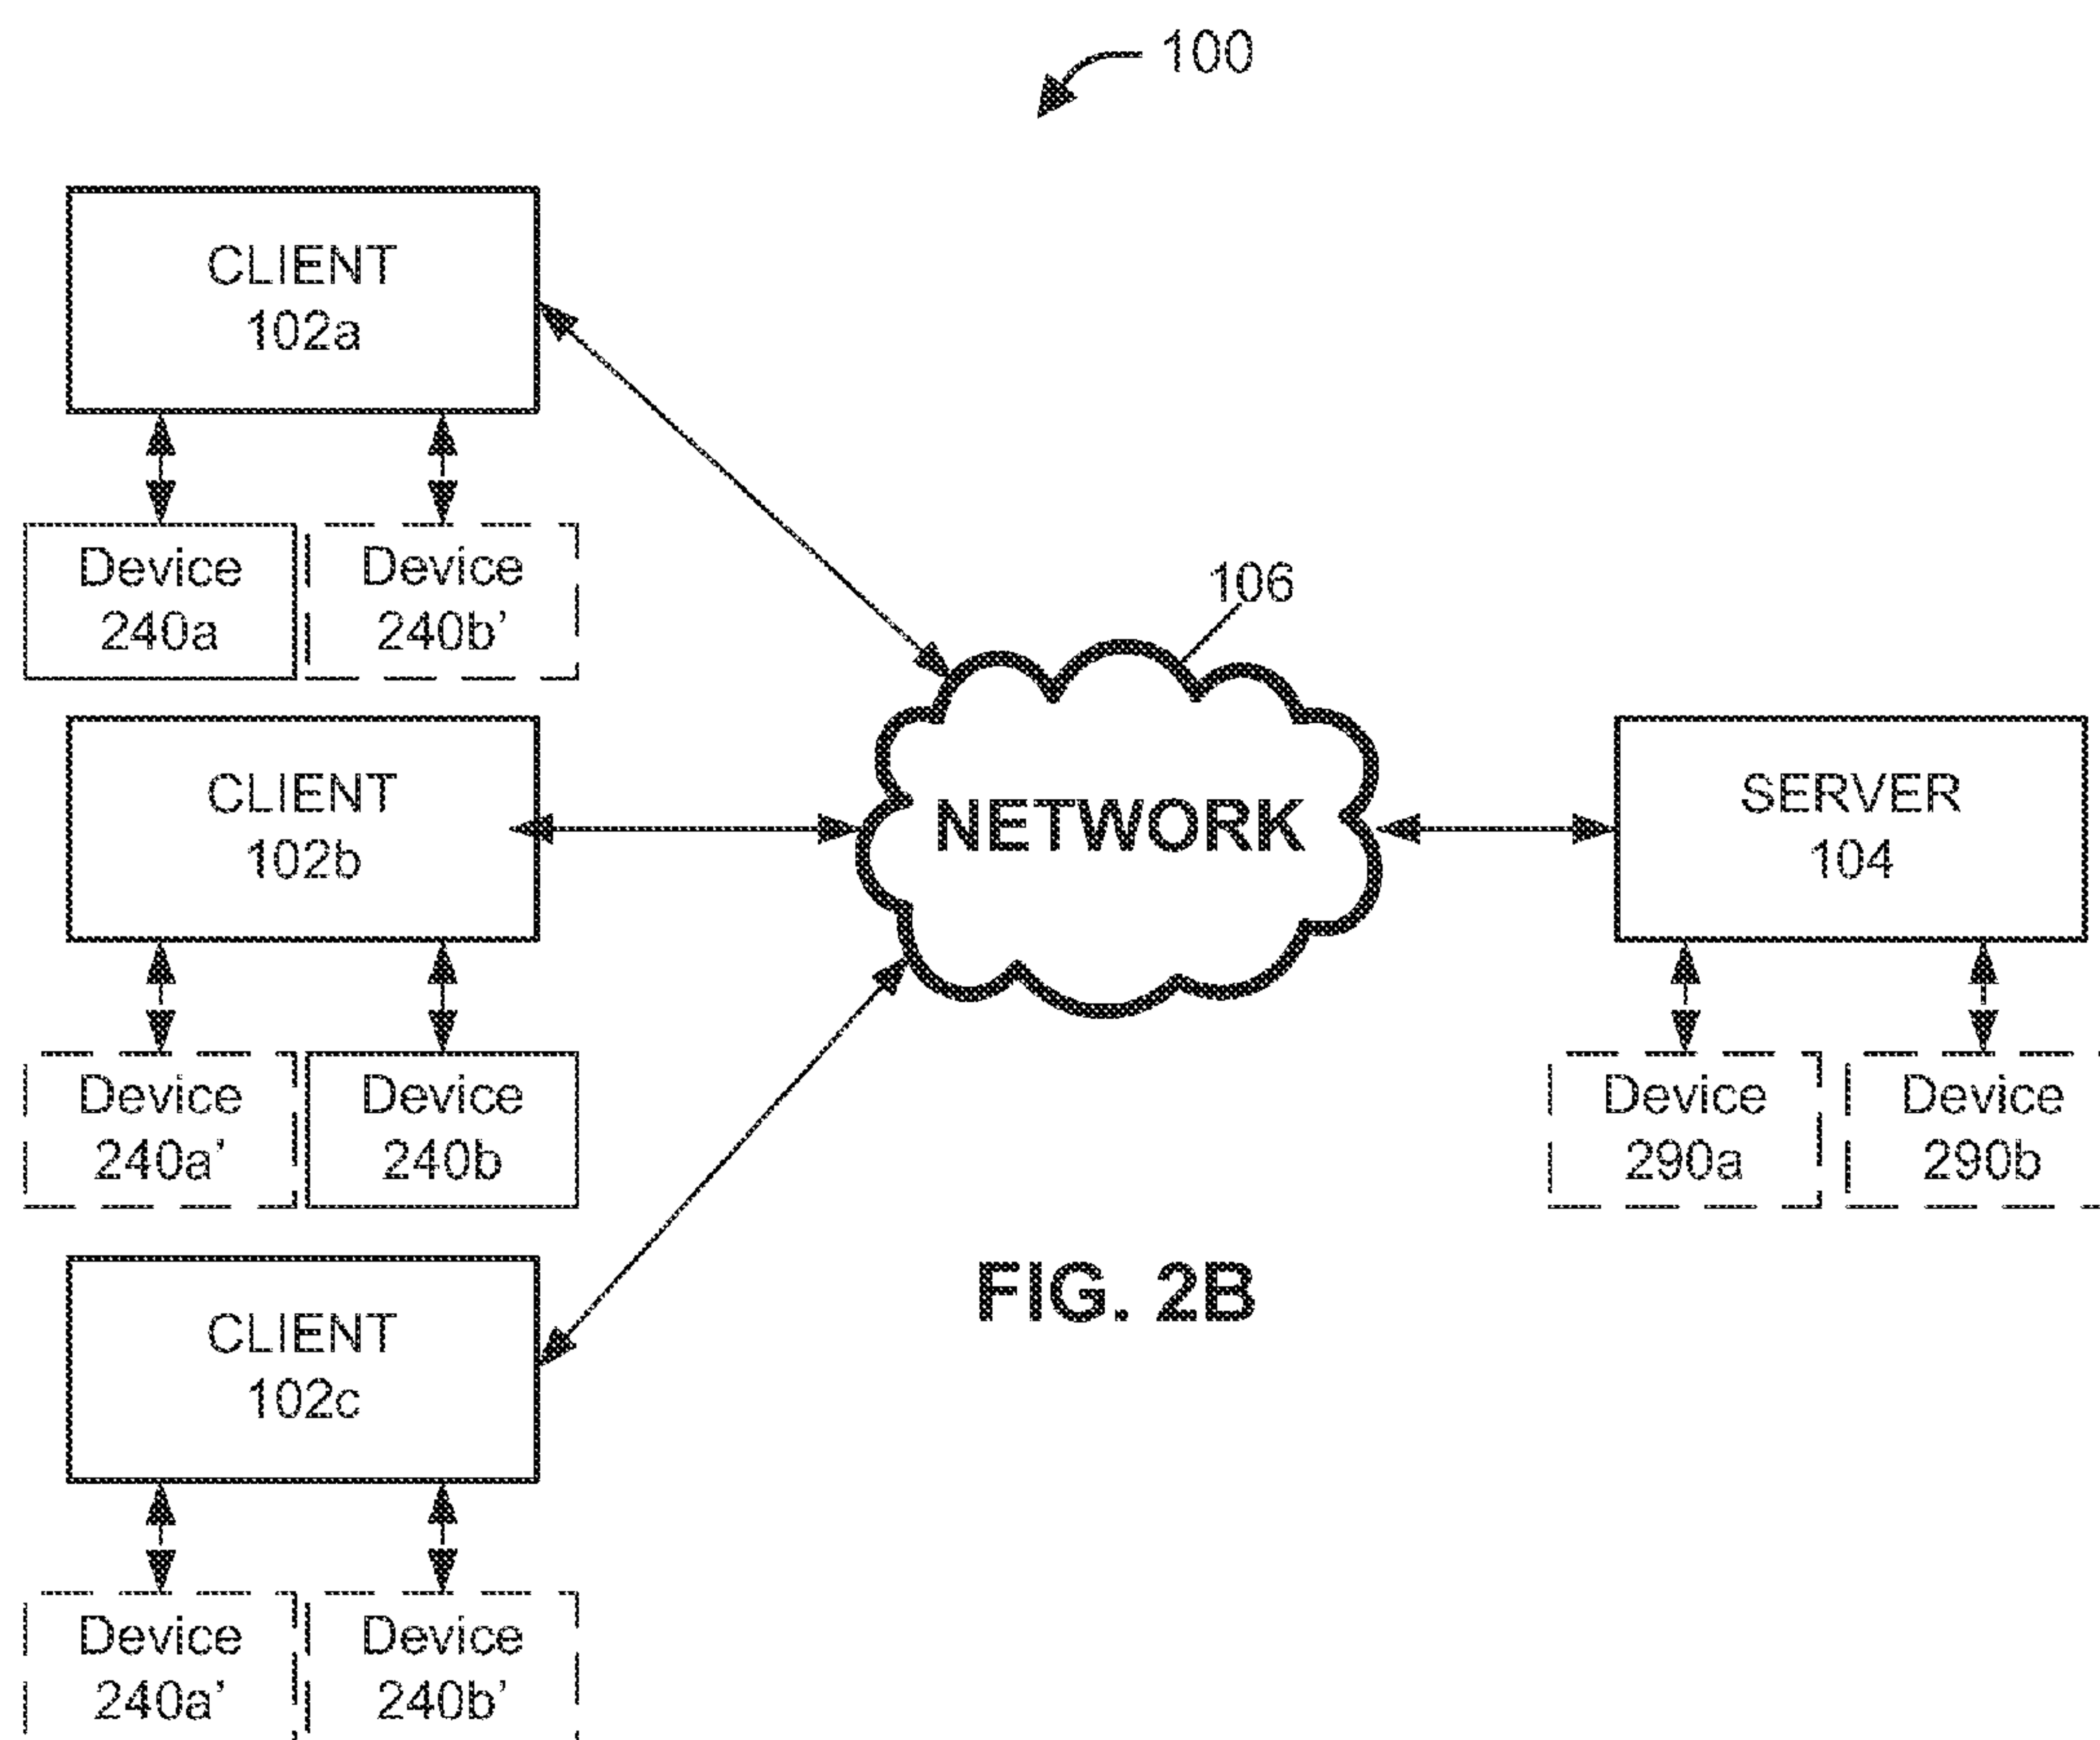 100
CLIENT
102a
Device
240a
Device
240b’
106
CLIENT
102b
NETWORK
SERVER
104
Device
240a’
Device
240b
Device
290a
Device
290b
FIG. 2B
CLIENT
102c
Device
240a’
Device
240b’